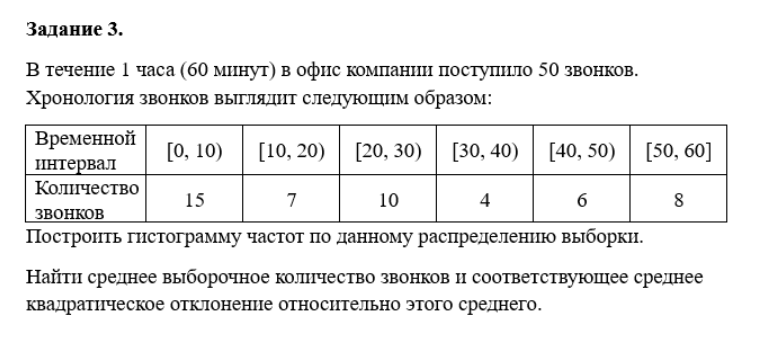 Задание 3.
В течение 1 часа (60 минут) в офис компании поступило 50 звонков.
Хронология звонков выглядит следующим образом:
Временной интервал [0, 10) [10, 20) [20, 30) [30, 40) [40, 50) [50, 60]
Количество звонков 15 7 10 4 6 8
Построить гистограмму частот по данному распределению выборки.
Найти среднее выборочное количество звонков и соответствующее среднее
квадратическое отклонение относительно этого среднего.